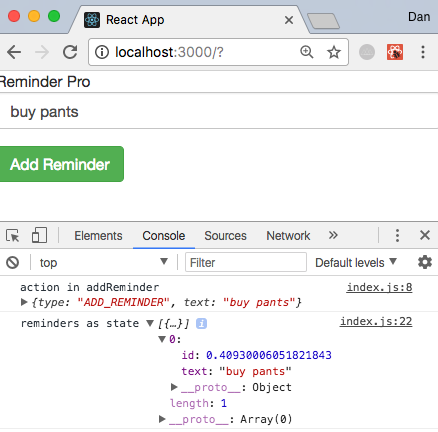 React App
Dan
localhost:3000/?
Reminder Pro
buy pants
Add Reminder
Elements Console Sources Network
top Filter Default levels ▼
action in addReminder index.js:8
▶{type: "ADD_REMINDER", text: "buy pants"}
reminders as state ▼[{…}] i index.js:22
▼0:
id: 0.40930006051821843
text: "buy pants"
▶__proto__: Object
length: 1
▶__proto__: Array(0)